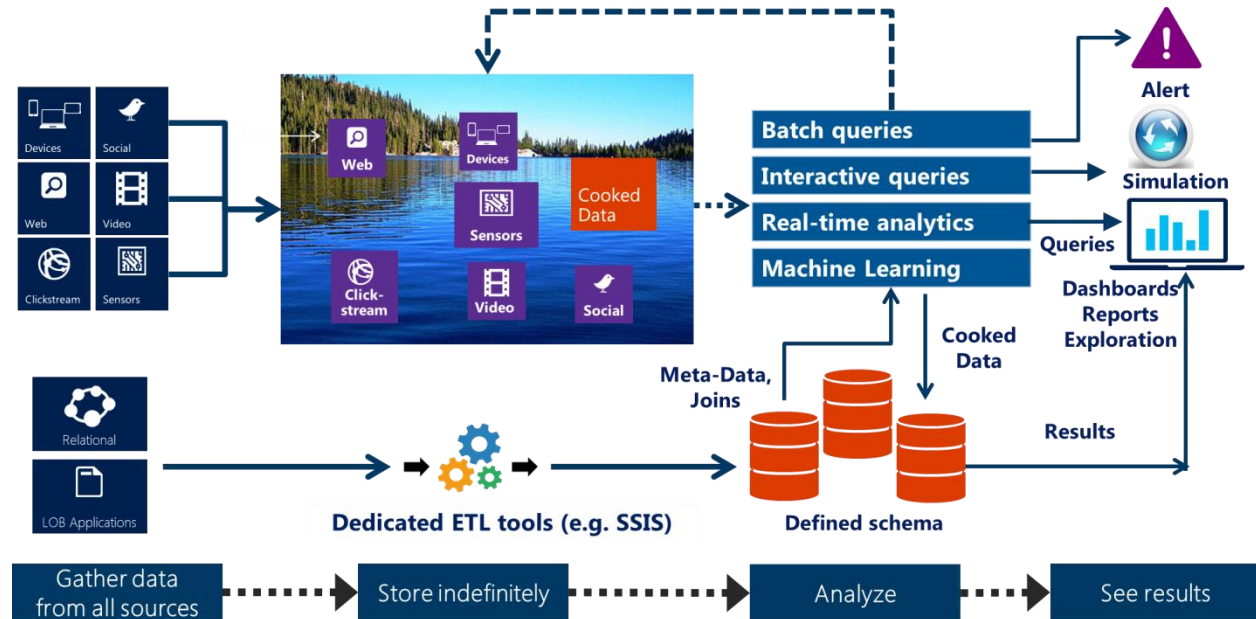 Devices
Social
Web
Video
Clickstream
Sensors
Web
Devices
Cooked
Data
Sensors
Click-
stream
Video
Social
Batch queries
Interactive queries
Real-time analytics
Machine Learning
Alert
Simulation
Queries
Dashboards
Reports
Exploration
Meta-Data,
Joins
Cooked
Data
Results
Relational
LOB Applications
Dedicated ETL tools (e.g. SSIS)
Defined schema
Gather data
from all sources
Store indefinitely
Analyze
See results